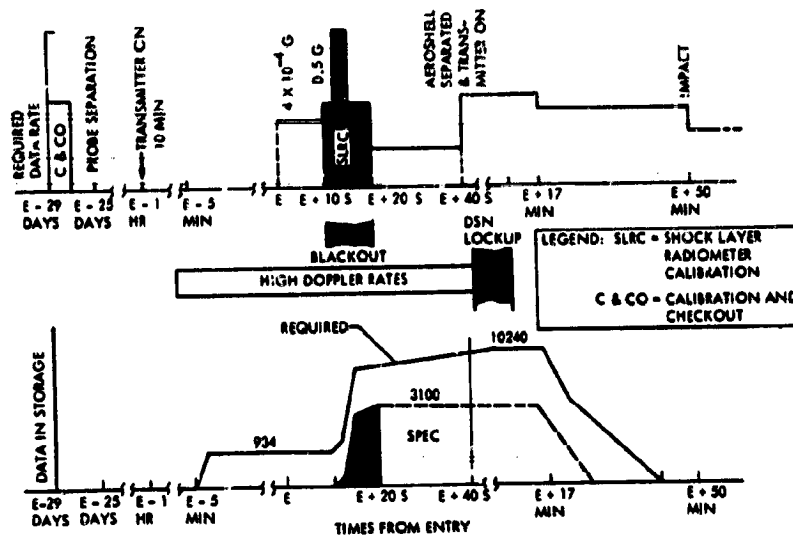 REQUIRED
DATA RATE
C & CO
PROBE SEPARATION
TRANSMITTER ON
10 MIN
4 X 10⁻⁴ G
0.5 G
SLRC
AEROSHELL
SEPARATED
& TRANS-
MITTER ON
IMPACT
E - 29
DAYS
E - 25
DAYS
E - 1
HR
E - 5
MIN
E
E + 10 S
E + 20 S
E + 40 S
E + 17
MIN
E + 50
MIN
BLACKOUT
DSN
LOCKUP
HIGH DOPPLER RATES
LEGEND: SLRC = SHOCK LAYER
RADIOMETER
CALIBRATION
C & CO = CALIBRATION AND
CHECKOUT
DATA IN STORAGE
REQUIRED
10240
934
3100
SPEC
E-29
DAYS
E-25
DAYS
E - 1
HR
E - 5
MIN
E
E + 20 S
E + 40 S
E + 17
MIN
E + 50
MIN
TIMES FROM ENTRY